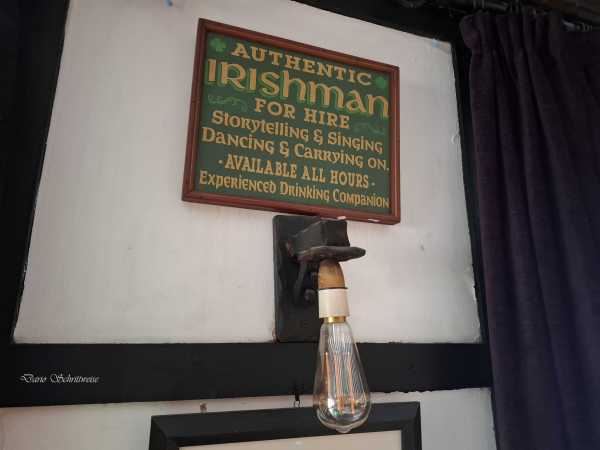 AUTHENTIC
IRISHMAN
FOR HIRE
Storytelling & Singing
Dancing & Carrying on.
· AVAILABLE ALL HOURS ·
Experienced Drinking Companion
Dario Schrittweise